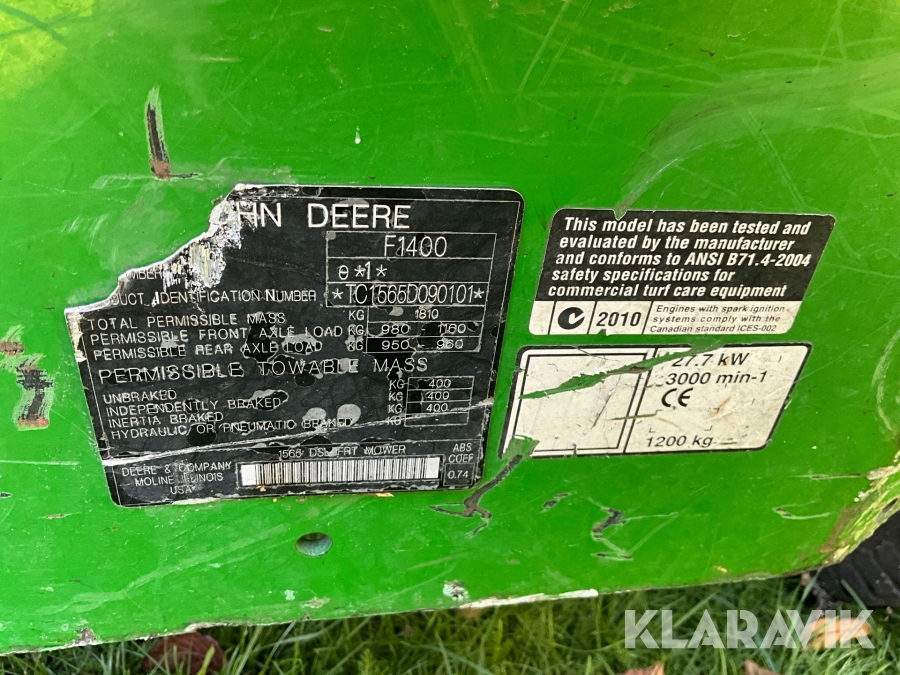 HN DEERE
F1400
e *1*
DUCT IDENTIFICATION NUMBER *TC1565D090101*
TOTAL PERMISSIBLE MASS KG 1810
PERMISSIBLE FRONT AXLE LOAD KG 980 - 1160
PERMISSIBLE REAR AXLE LOAD KG 950 - 950
PERMISSIBLE TOWABLE MASS
UNBRAKED KG 400
INDEPENDENTLY BRAKED KG 400
INERTIA BRAKED KG 400
HYDRAULIC OR PNEUMATIC BRAKED KG -
1565 DSL FRT MOWER
ABS
COEF
0.74
DEERE & COMPANY
MOLINE ILLINOIS
USA
This model has been tested and
evaluated by the manufacturer
and conforms to ANSI B71.4-2004
safety specifications for
commercial turf care equipment
C 2010
Engines with spark ignition
systems comply with the
Canadian standard ICES-002
27.7 kW
3000 min-1
CE
1200 kg
KLARAVIK